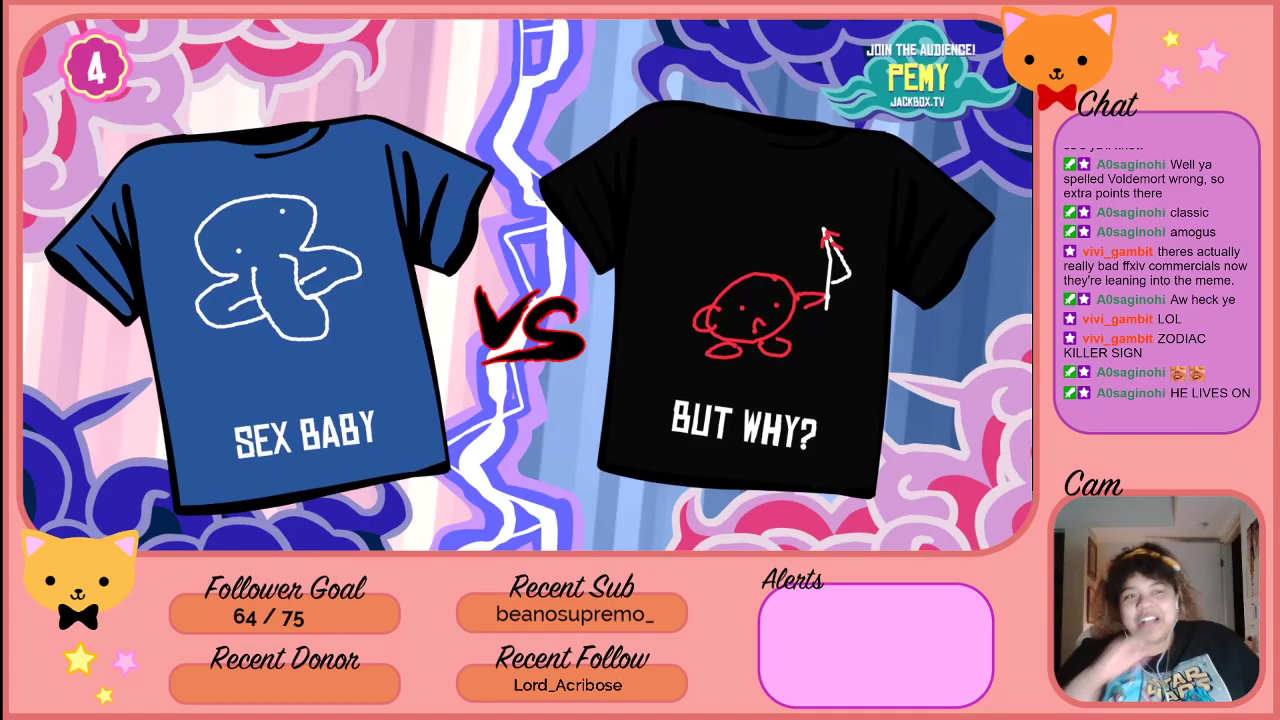 4
JOIN THE AUDIENCE!
PEMY
JACKBOX.TV
SEX BABY
VS
BUT WHY?
Chat
A0saginohi Well ya
spelled Voldemort wrong, so
extra points there
A0saginohi classic
A0saginohi amogus
vivi_gambit theres actually
really bad ffxiv commercials now
they're leaning into the meme.
A0saginohi Aw heck ye
vivi_gambit LOL
vivi_gambit ZODIAC
KILLER SIGN
A0saginohi
A0saginohi HE LIVES ON
Cam
STAR
WARS
Follower Goal
64 / 75
Recent Donor
Recent Sub
beanosupremo_
Recent Follow
Lord_Acribose
Alerts